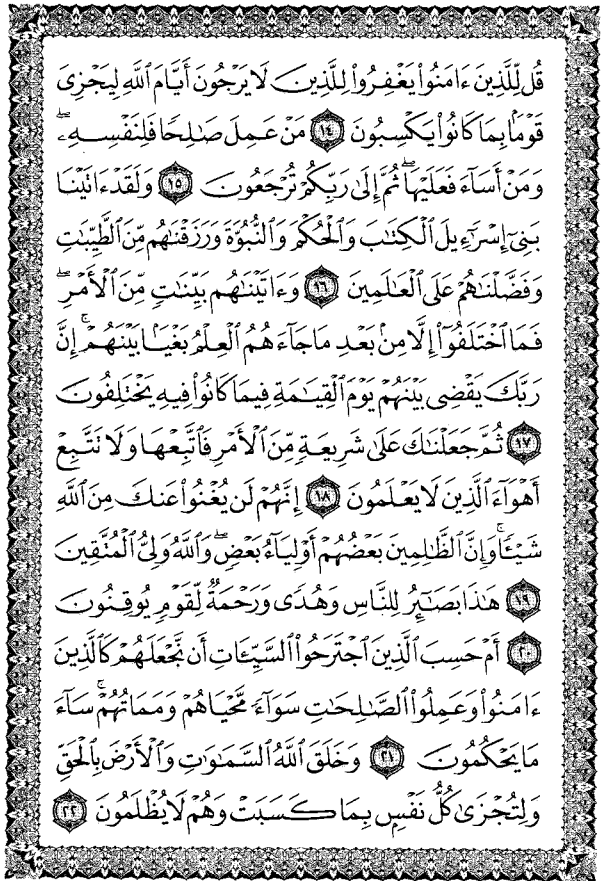 قُل لِّلَّذِينَ ءَامَنُوا۟ يَغْفِرُوا۟ لِلَّذِينَ لَا يَرْجُونَ أَيَّامَ ٱللَّهِ لِيَجْزِىَ
قَوْمًۢا بِمَا كَانُوا۟ يَكْسِبُونَ ١٤ مَنْ عَمِلَ صَٰلِحًا فَلِنَفْسِهِۦ ۖ
وَمَنْ أَسَآءَ فَعَلَيْهَا ۖ ثُمَّ إِلَىٰ رَبِّكُمْ تُرْجَعُونَ ١٥ وَلَقَدْ ءَاتَيْنَا
بَنِىٓ إِسْرَٰٓءِيلَ ٱلْكِتَٰبَ وَٱلْحُكْمَ وَٱلنُّبُوَّةَ وَرَزَقْنَٰهُم مِّنَ ٱلطَّيِّبَٰتِ
وَفَضَّلْنَٰهُمْ عَلَى ٱلْعَٰلَمِينَ ١٦ وَءَاتَيْنَٰهُم بَيِّنَٰتٍ مِّنَ ٱلْأَمْرِ ۖ
فَمَا ٱخْتَلَفُوٓا۟ إِلَّا مِنۢ بَعْدِ مَا جَآءَهُمُ ٱلْعِلْمُ بَغْيًۢا بَيْنَهُمْ ۚ إِنَّ
رَبَّكَ يَقْضِى بَيْنَهُمْ يَوْمَ ٱلْقِيَٰمَةِ فِيمَا كَانُوا۟ فِيهِ يَخْتَلِفُونَ
١٧ ثُمَّ جَعَلْنَٰكَ عَلَىٰ شَرِيعَةٍ مِّنَ ٱلْأَمْرِ فَٱتَّبِعْهَا وَلَا تَتَّبِعْ
أَهْوَآءَ ٱلَّذِينَ لَا يَعْلَمُونَ ١٨ إِنَّهُمْ لَن يُغْنُوا۟ عَنكَ مِنَ ٱللَّهِ
شَيْـًٔا ۚ وَإِنَّ ٱلظَّٰلِمِينَ بَعْضُهُمْ أَوْلِيَآءُ بَعْضٍ ۖ وَٱللَّهُ وَلِىُّ ٱلْمُتَّقِينَ
١٩ هَٰذَا بَصَٰٓئِرُ لِلنَّاسِ وَهُدًى وَرَحْمَةٌ لِّقَوْمٍ يُوقِنُونَ
٢٠ أَمْ حَسِبَ ٱلَّذِينَ ٱجْتَرَحُوا۟ ٱلسَّيِّـَٔاتِ أَن نَّجْعَلَهُمْ كَٱلَّذِينَ
ءَامَنُوا۟ وَعَمِلُوا۟ ٱلصَّٰلِحَٰتِ سَوَآءً مَّحْيَاهُمْ وَمَمَاتُهُمْ ۚ سَآءَ
مَا يَحْكُمُونَ ٢١ وَخَلَقَ ٱللَّهُ ٱلسَّمَٰوَٰتِ وَٱلْأَرْضَ بِٱلْحَقِّ
وَلِتُجْزَىٰ كُلُّ نَفْسٍۭ بِمَا كَسَبَتْ وَهُمْ لَا يُظْلَمُونَ ٢٢